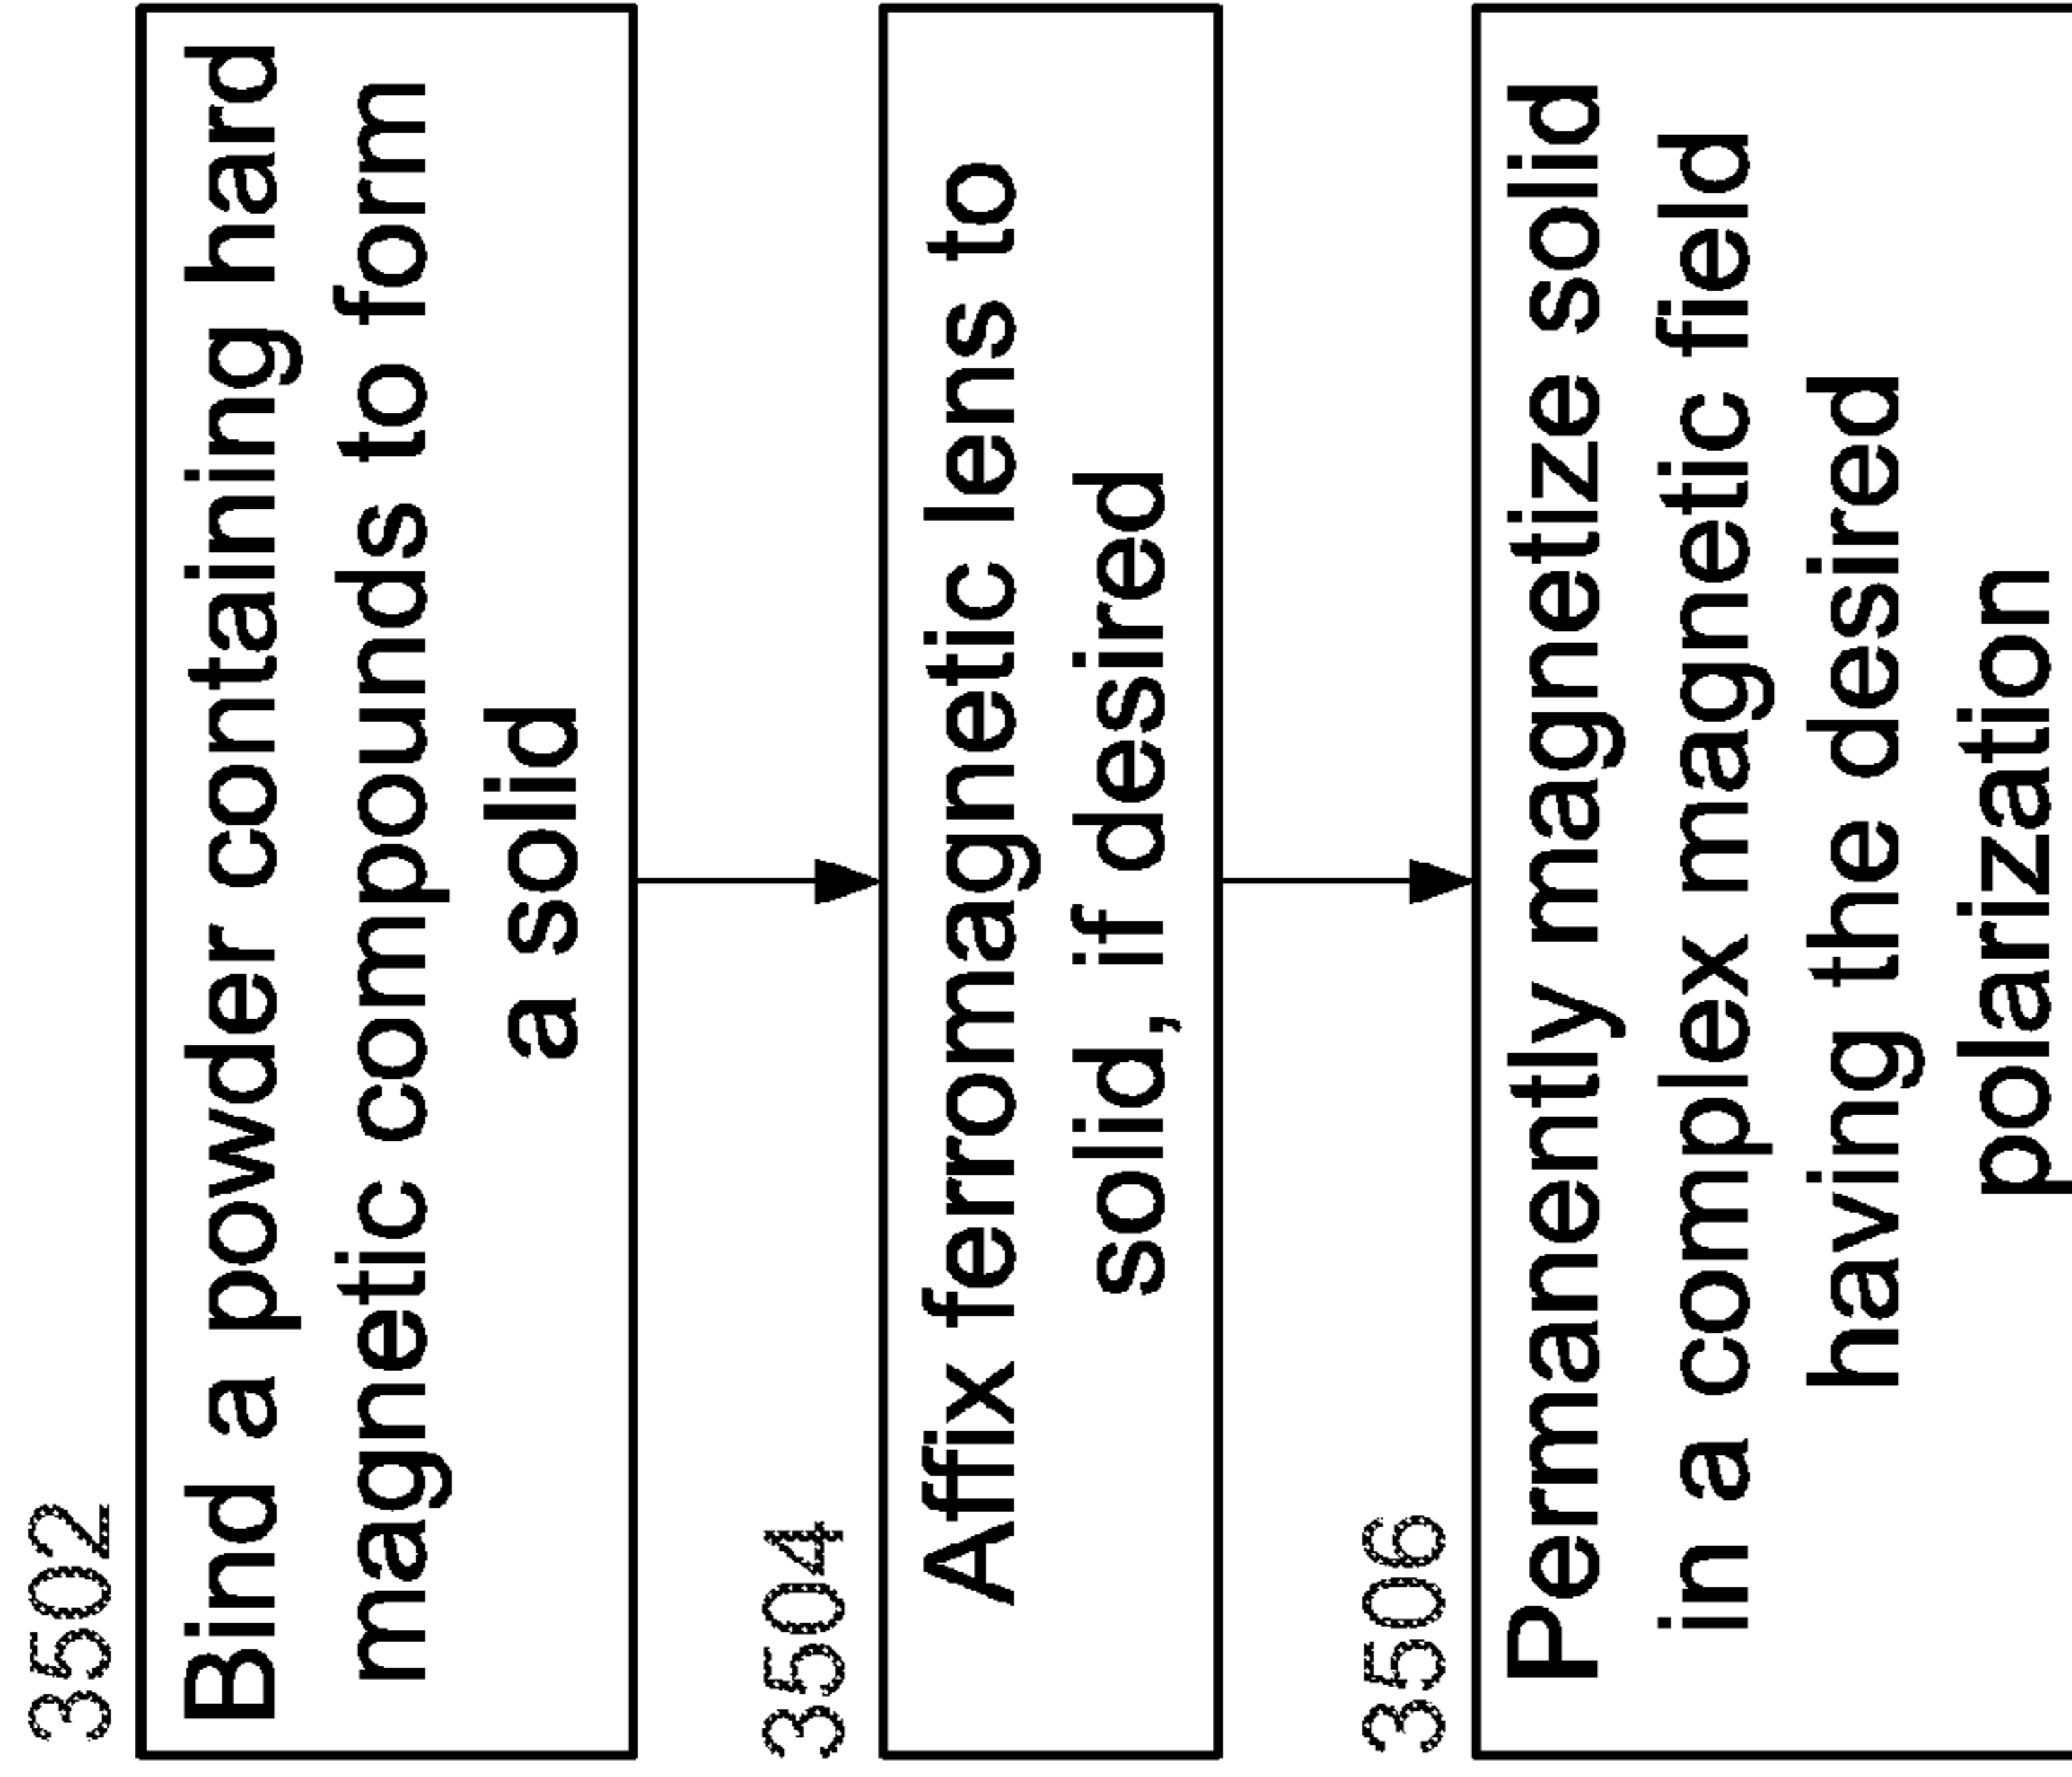 3502
Bind a powder containing hard
magnetic compounds to form
a solid
3504
Affix ferromagnetic lens to
solid, if desired
3506
Permanently magnetize solid
in a complex magnetic field
having the desired
polarization